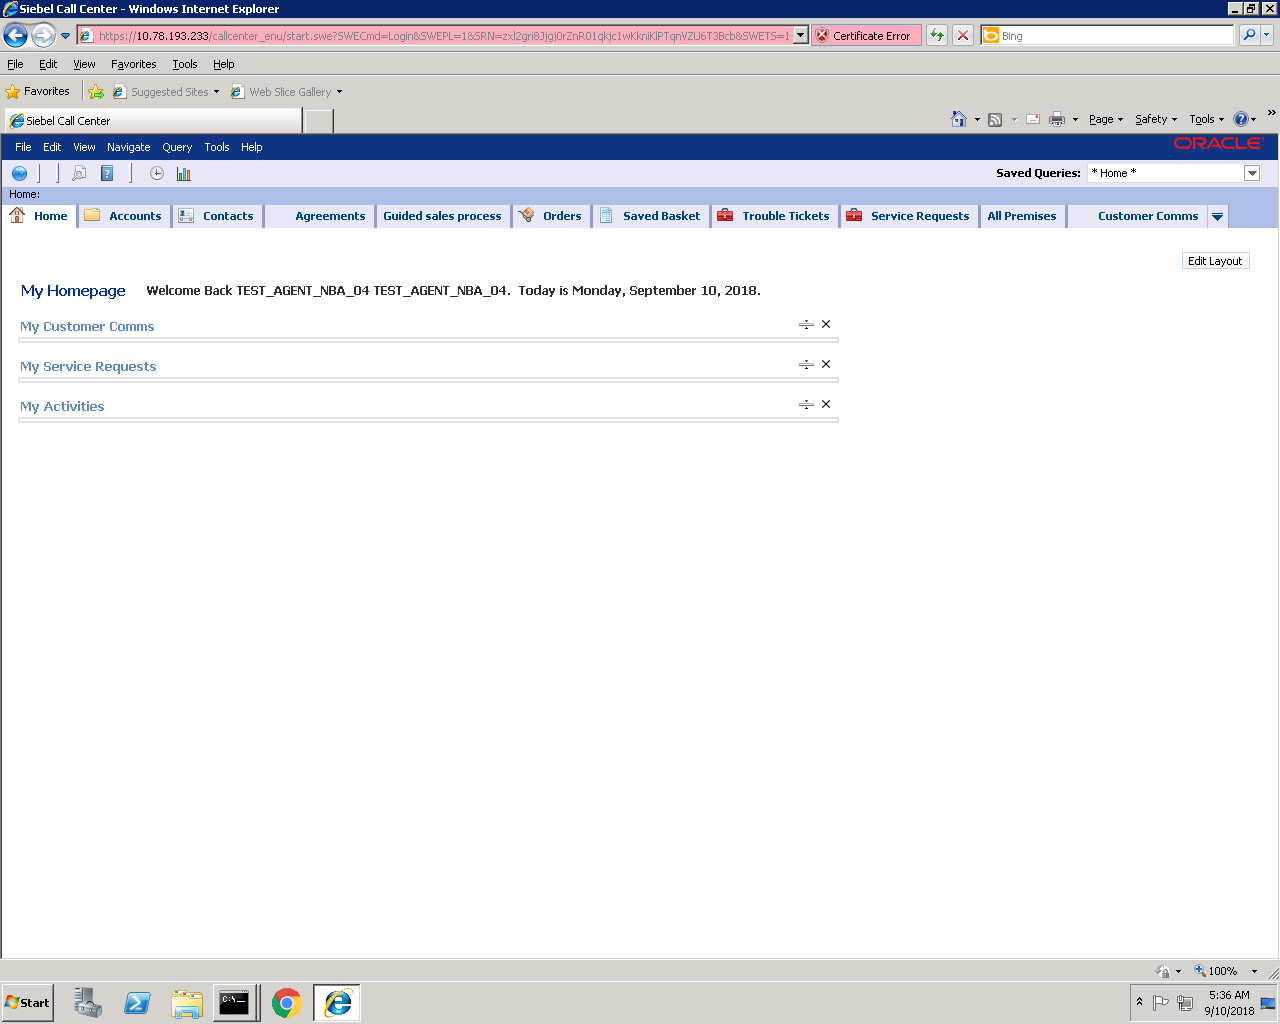 Siebel Call Center - Windows Internet Explorer
https://10.78.193.233/callcenter_enu/start.swe?SWECmd=Login&SWEPL=1&SRN= Certificate Error Bing
File Edit View Favorites Tools Help
Favorites Suggested Sites Web Slice Gallery
Siebel Call Center Page Safety Tools »
File Edit View Navigate Query Tools Help ORACLE
Saved Queries: * Home *
Home:
Home Accounts Contacts Agreements Guided sales process Orders Saved Basket Trouble Tickets Service Requests All Premises Customer Comms
Edit Layout
My Homepage Welcome Back TEST_AGENT_NBA_04 TEST_AGENT_NBA_04. Today is Monday, September 10, 2018.
My Customer Comms
My Service Requests
My Activities
100%
Start C:\. 5:36 AM
9/10/2018